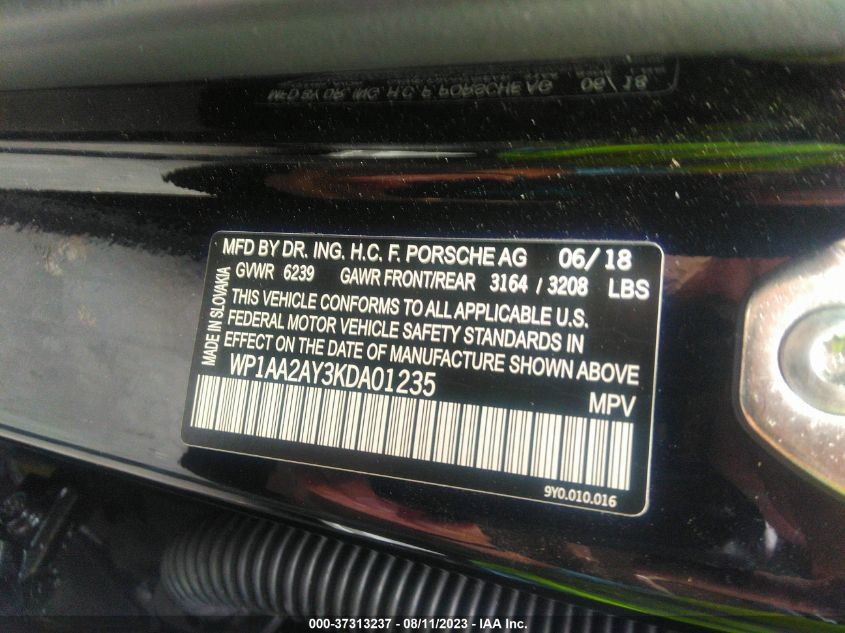 MFD BY DR. ING. H.C. F. PORSCHE AG 06/18
GVWR 6239 GAWR FRONT/REAR 3164 / 3208 LBS
THIS VEHICLE CONFORMS TO ALL APPLICABLE U.S.
FEDERAL MOTOR VEHICLE SAFETY STANDARDS IN
EFFECT ON THE DATE OF MANUFACTURE SHOWN ABOVE
MADE IN SLOVAKIA
WP1AA2AY3KDA01235
MPV
9Y0.010.016
000-37313237 - 08/11/2023 - IAA Inc.